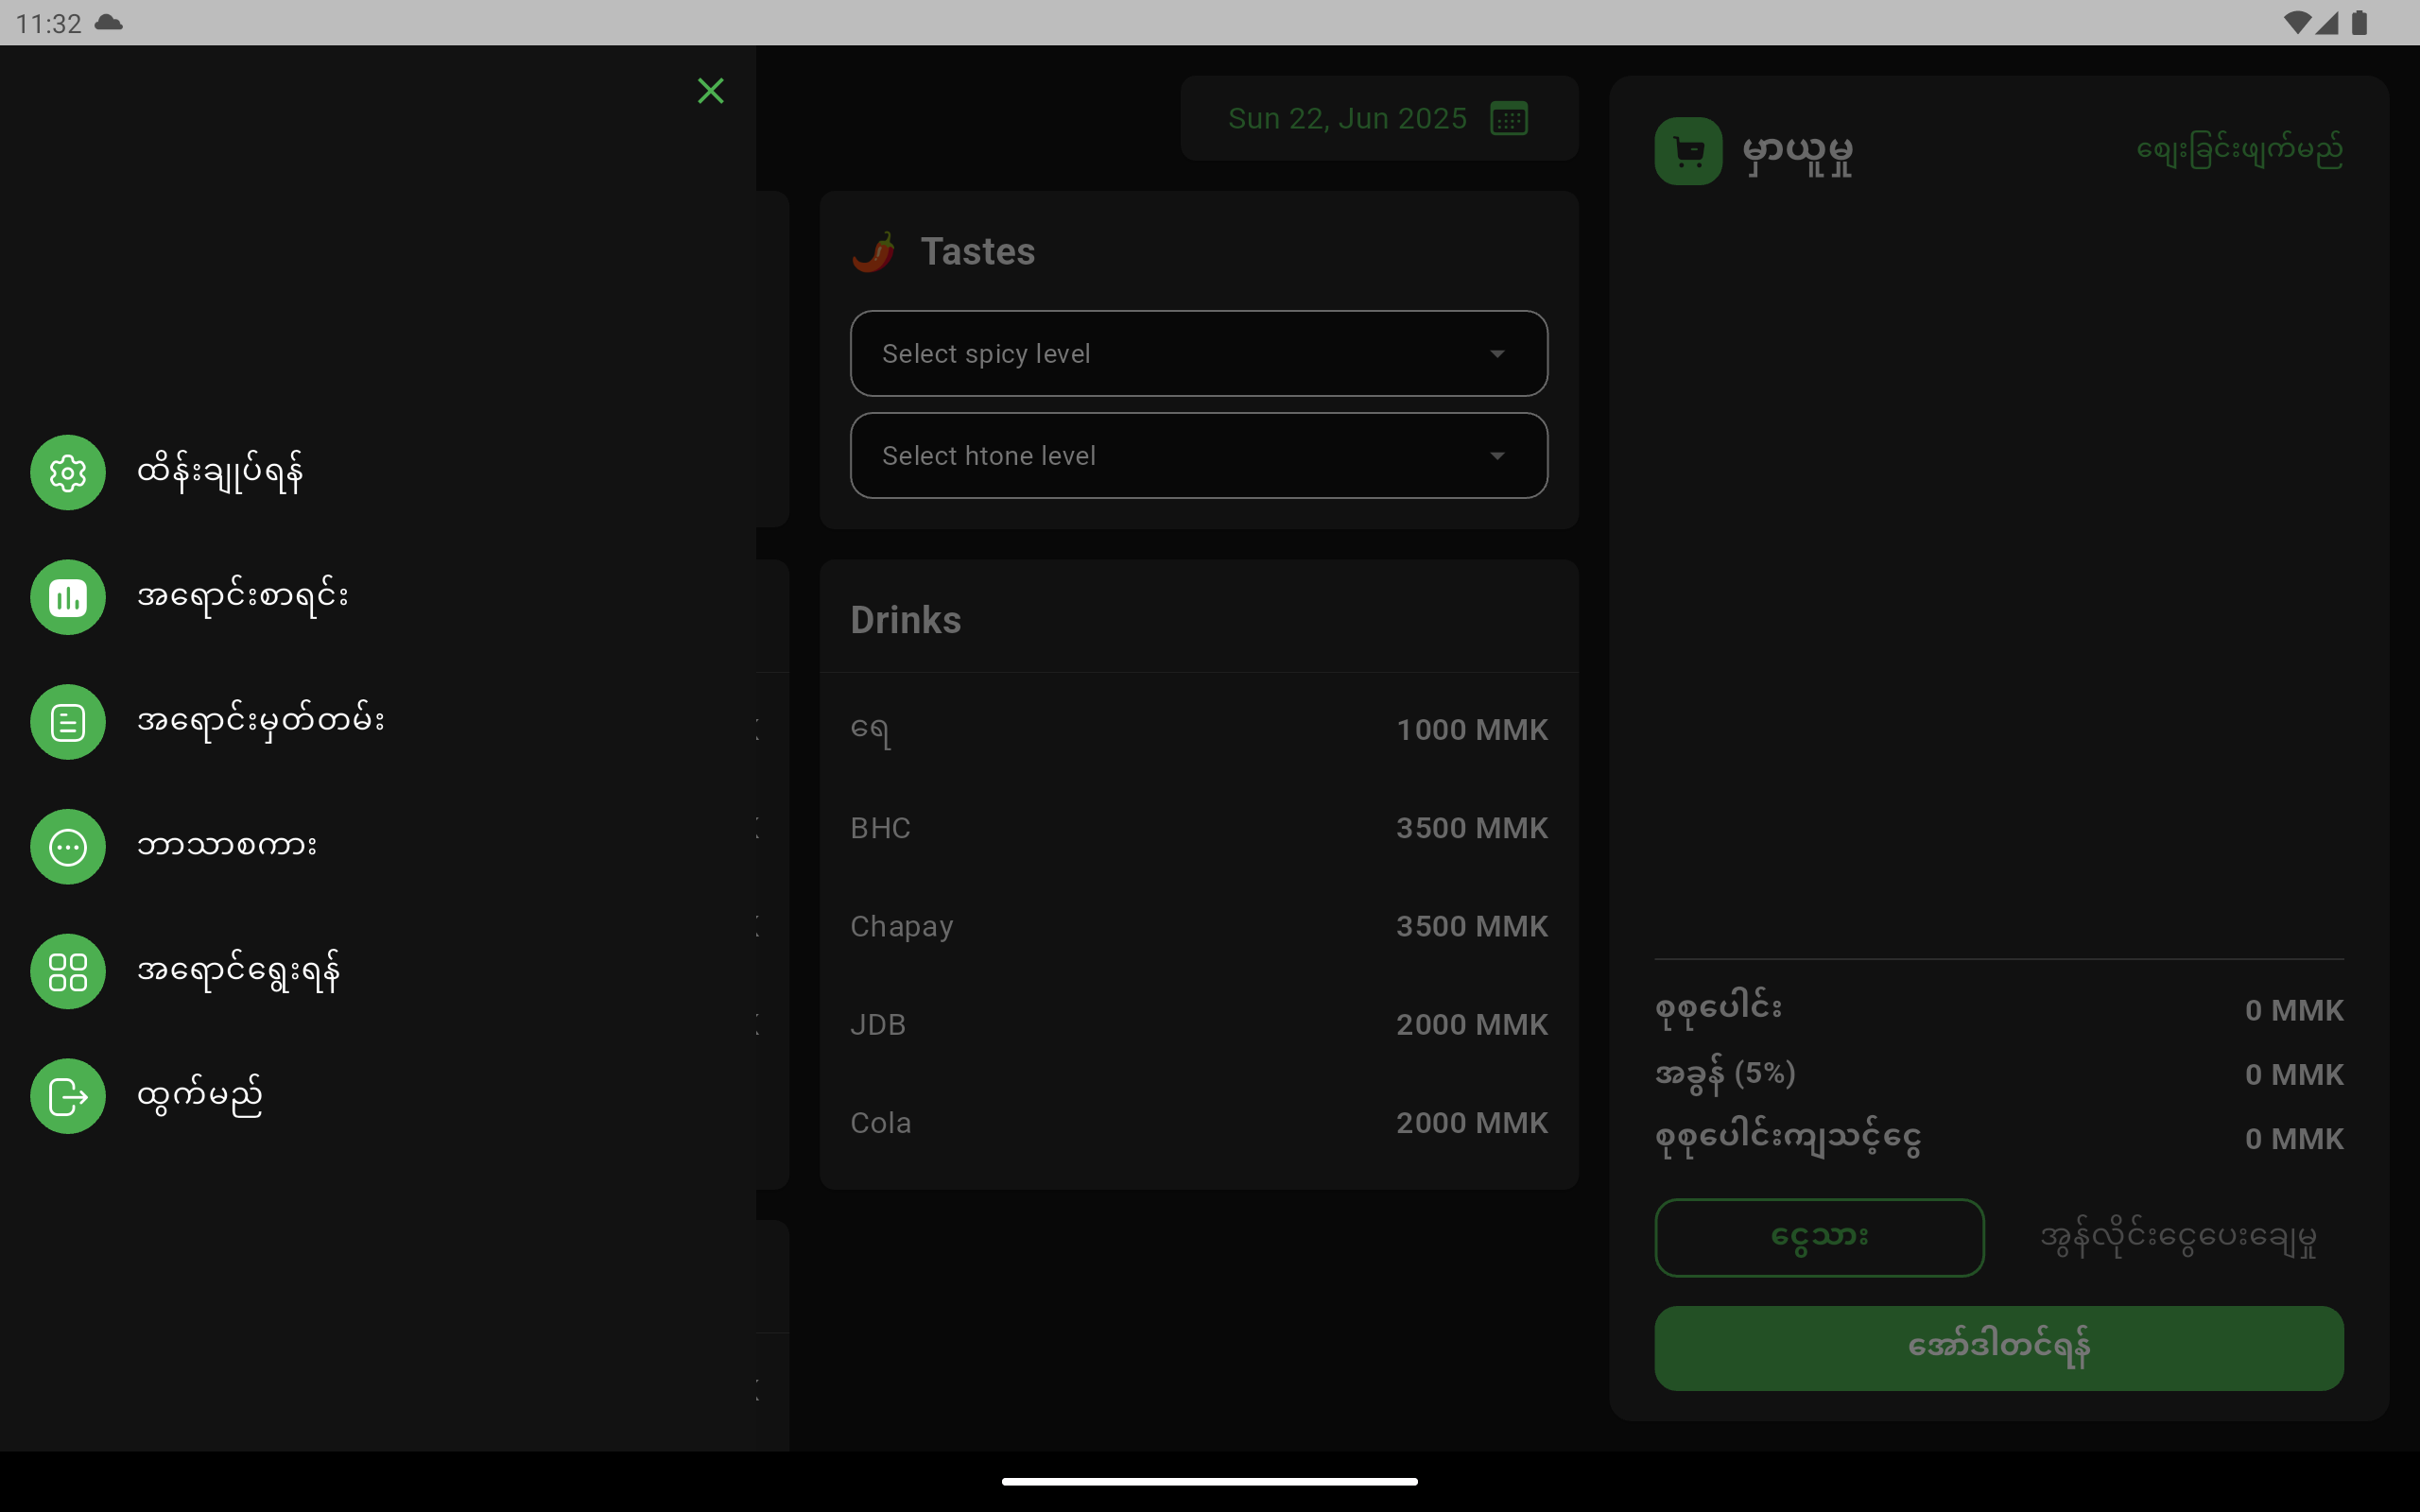 11:32
ထိန်းချုပ်ရန်
အရောင်းစာရင်း
အရောင်းမှတ်တမ်း
ဘာသာစကား
အရောင်ရွေးရန်
ထွက်မည်
Sun 22, Jun 2025
Tastes
Select spicy level
Select htone level
Drinks
ရေ 1000 MMK
BHC 3500 MMK
Chapay 3500 MMK
JDB 2000 MMK
Cola 2000 MMK
မှာယူမှု ဈေးခြင်းဖျက်မည်
စုစုပေါင်း 0 MMK
အခွန် (5%) 0 MMK
စုစုပေါင်းကျသင့်ငွေ 0 MMK
ငွေသား အွန်လိုင်းငွေပေးချေမှု
အော်ဒါတင်ရန်